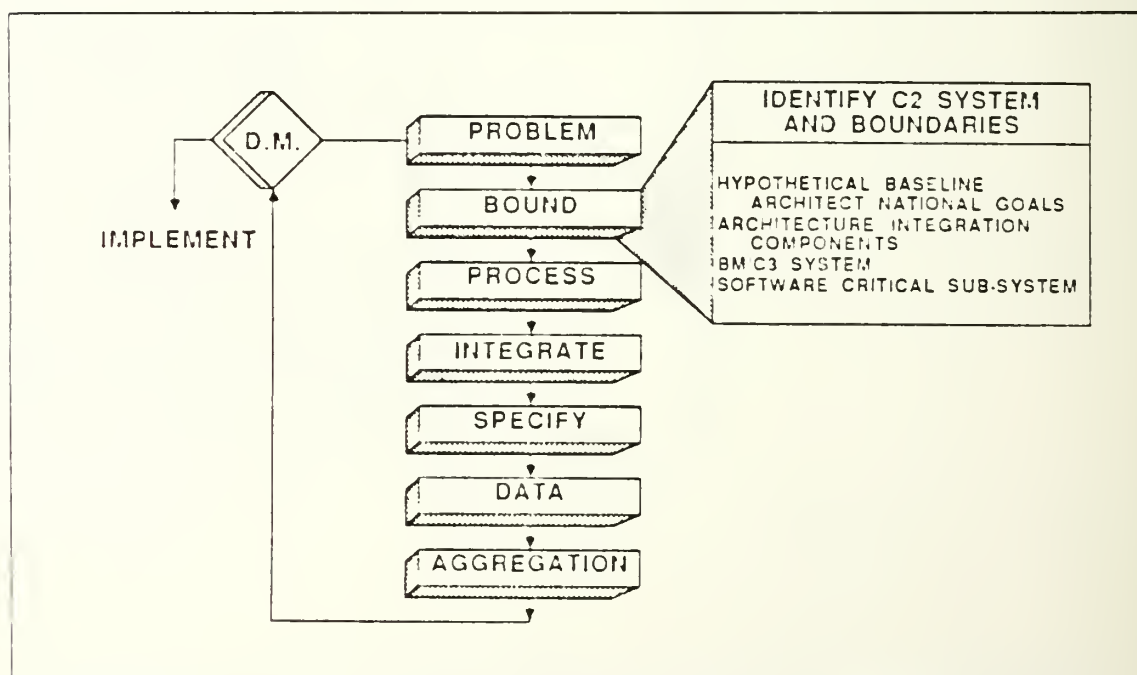 D.M.
IMPLEMENT
PROBLEM
BOUND
PROCESS
INTEGRATE
SPECIFY
DATA
AGGREGATION
IDENTIFY C2 SYSTEM
AND BOUNDARIES
HYPOTHETICAL BASELINE
ARCHITECT NATIONAL GOALS
ARCHITECTURE INTEGRATION
COMPONENTS
BM/C3 SYSTEM
SOFTWARE CRITICAL SUB-SYSTEM